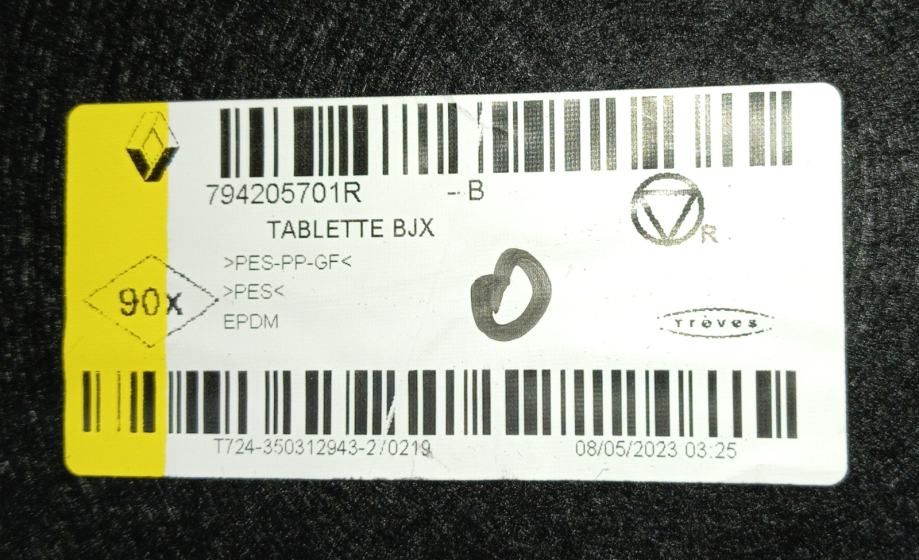 794205701R - B
TABLETTE BJX
R
>PES-PP-GF<
90x
>PES<
EPDM
Trèves
T724-350312943-2/0219
08/05/2023 03:25